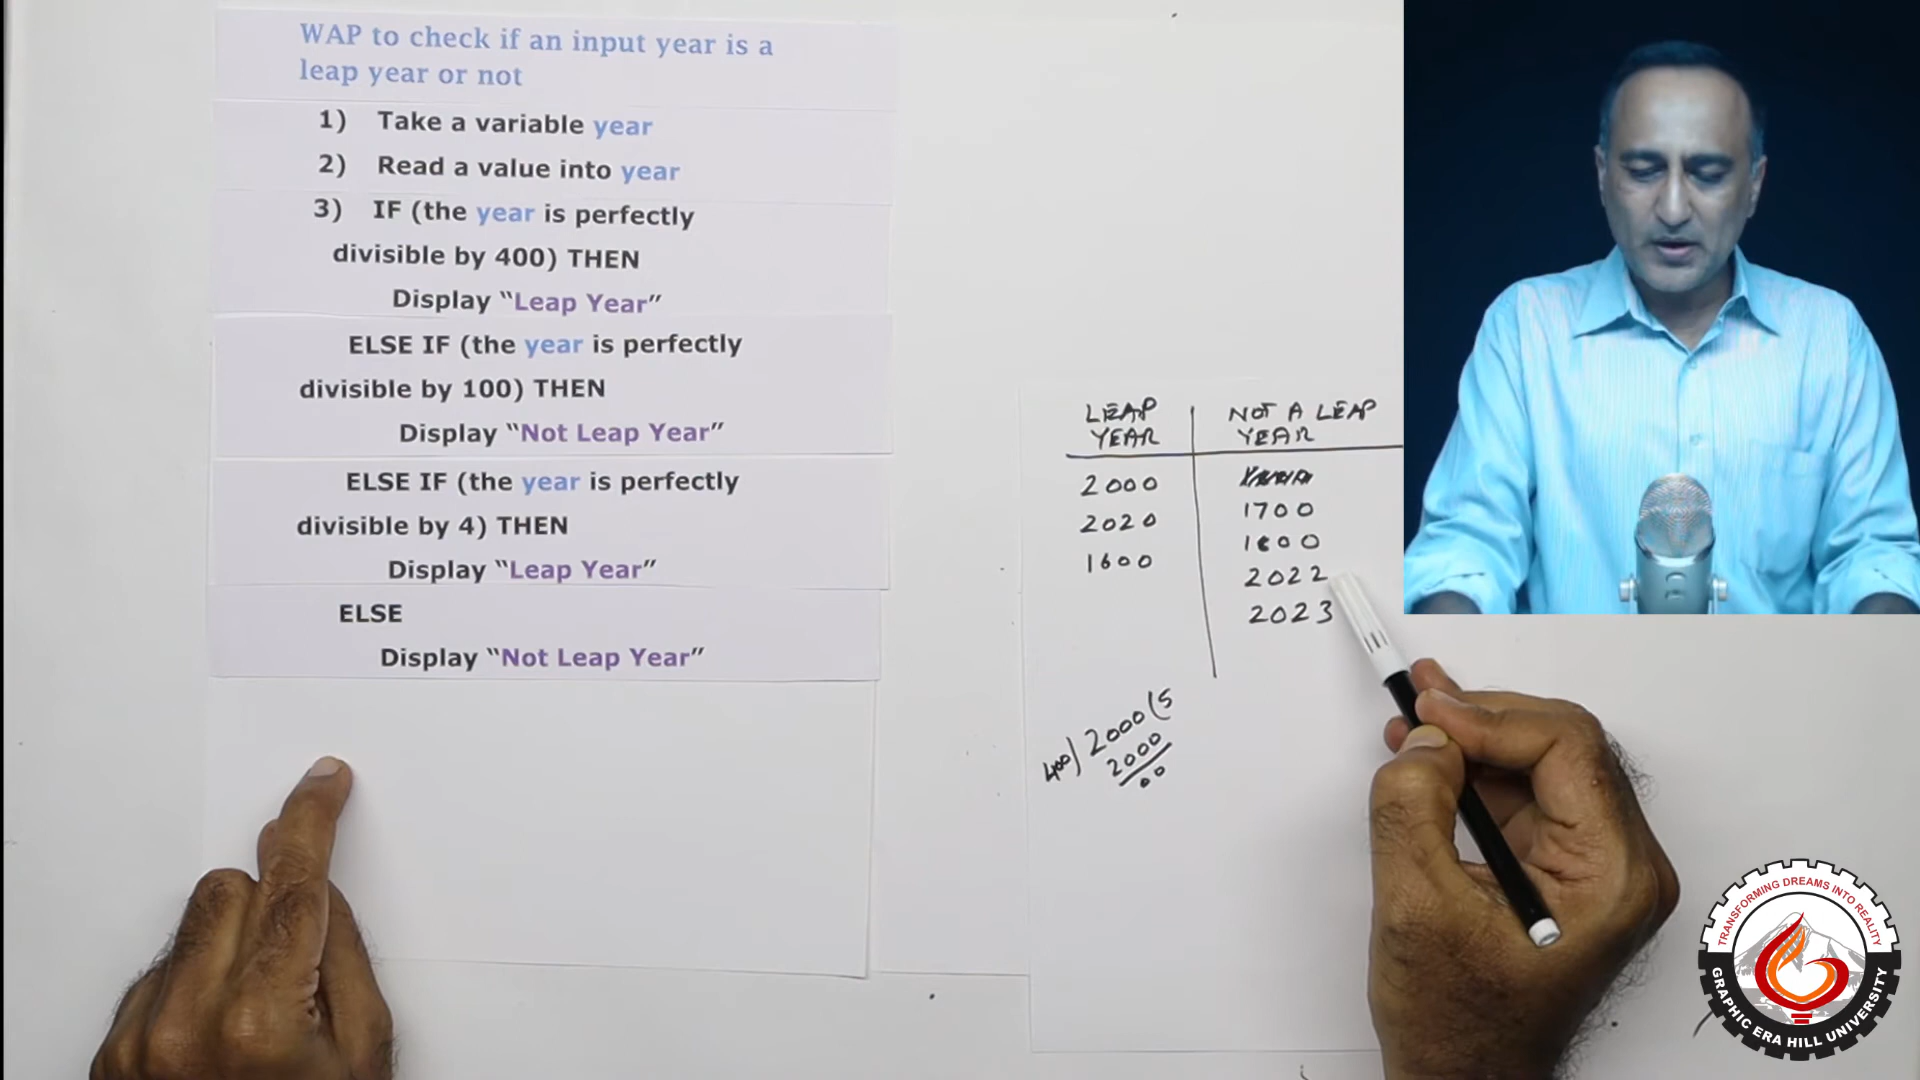 WAP to check if an input year is a
leap year or not
1) Take a variable year
2) Read a value into year
3) IF (the year is perfectly
divisible by 400) THEN
Display “Leap Year”
ELSE IF (the year is perfectly
divisible by 100) THEN
Display “Not Leap Year”
ELSE IF (the year is perfectly
divisible by 4) THEN
Display “Leap Year”
ELSE
Display “Not Leap Year”
LEAP
YEAR
2000
2020
1600
NOT A LEAP
YEAR
1700
2022
2023
400) 2000 (5
2000
00
TRANSFORMING DREAMS INTO REALITY
GRAPHIC ERA HILL UNIVERSITY